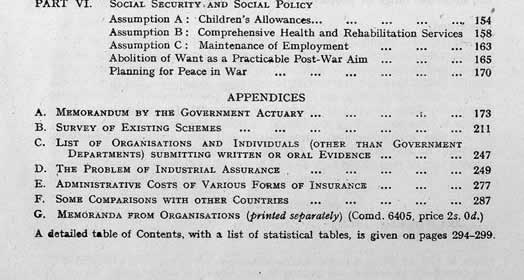 PART VI. SOCIAL SECURITY AND SOCIAL POLICY
Assumption A : Children's Allowances... ... ... ... ... 154
Assumption B : Comprehensive Health and Rehabilitation Services 158
Assumption C : Maintenance of Employment ... ... ... 163
Abolition of Want as a Practicable Post-War Aim ... ... ... 165
Planning for Peace in War ... ... ... ... ... ... 170
APPENDICES
A. MEMORANDUM BY THE GOVERNMENT ACTUARY ... ... ... ... ... 173
B. SURVEY OF EXISTING SCHEMES ... ... ... ... ... ... ... 211
C. LIST OF ORGANISATIONS AND INDIVIDUALS (OTHER THAN GOVERNMENT
DEPARTMENTS) SUBMITTING WRITTEN OR ORAL EVIDENCE ... ... ... 247
D. THE PROBLEM OF INDUSTRIAL ASSURANCE ... ... ... ... ... 249
E. ADMINISTRATIVE COSTS OF VARIOUS FORMS OF INSURANCE ... ... ... 277
F. SOME COMPARISONS WITH OTHER COUNTRIES ... ... ... ... ... 287
G. MEMORANDA FROM ORGANISATIONS (printed separately) (Comd. 6405, price 2s. 0d.)
A detailed table of Contents, with a list of statistical tables, is given on pages 294-299.